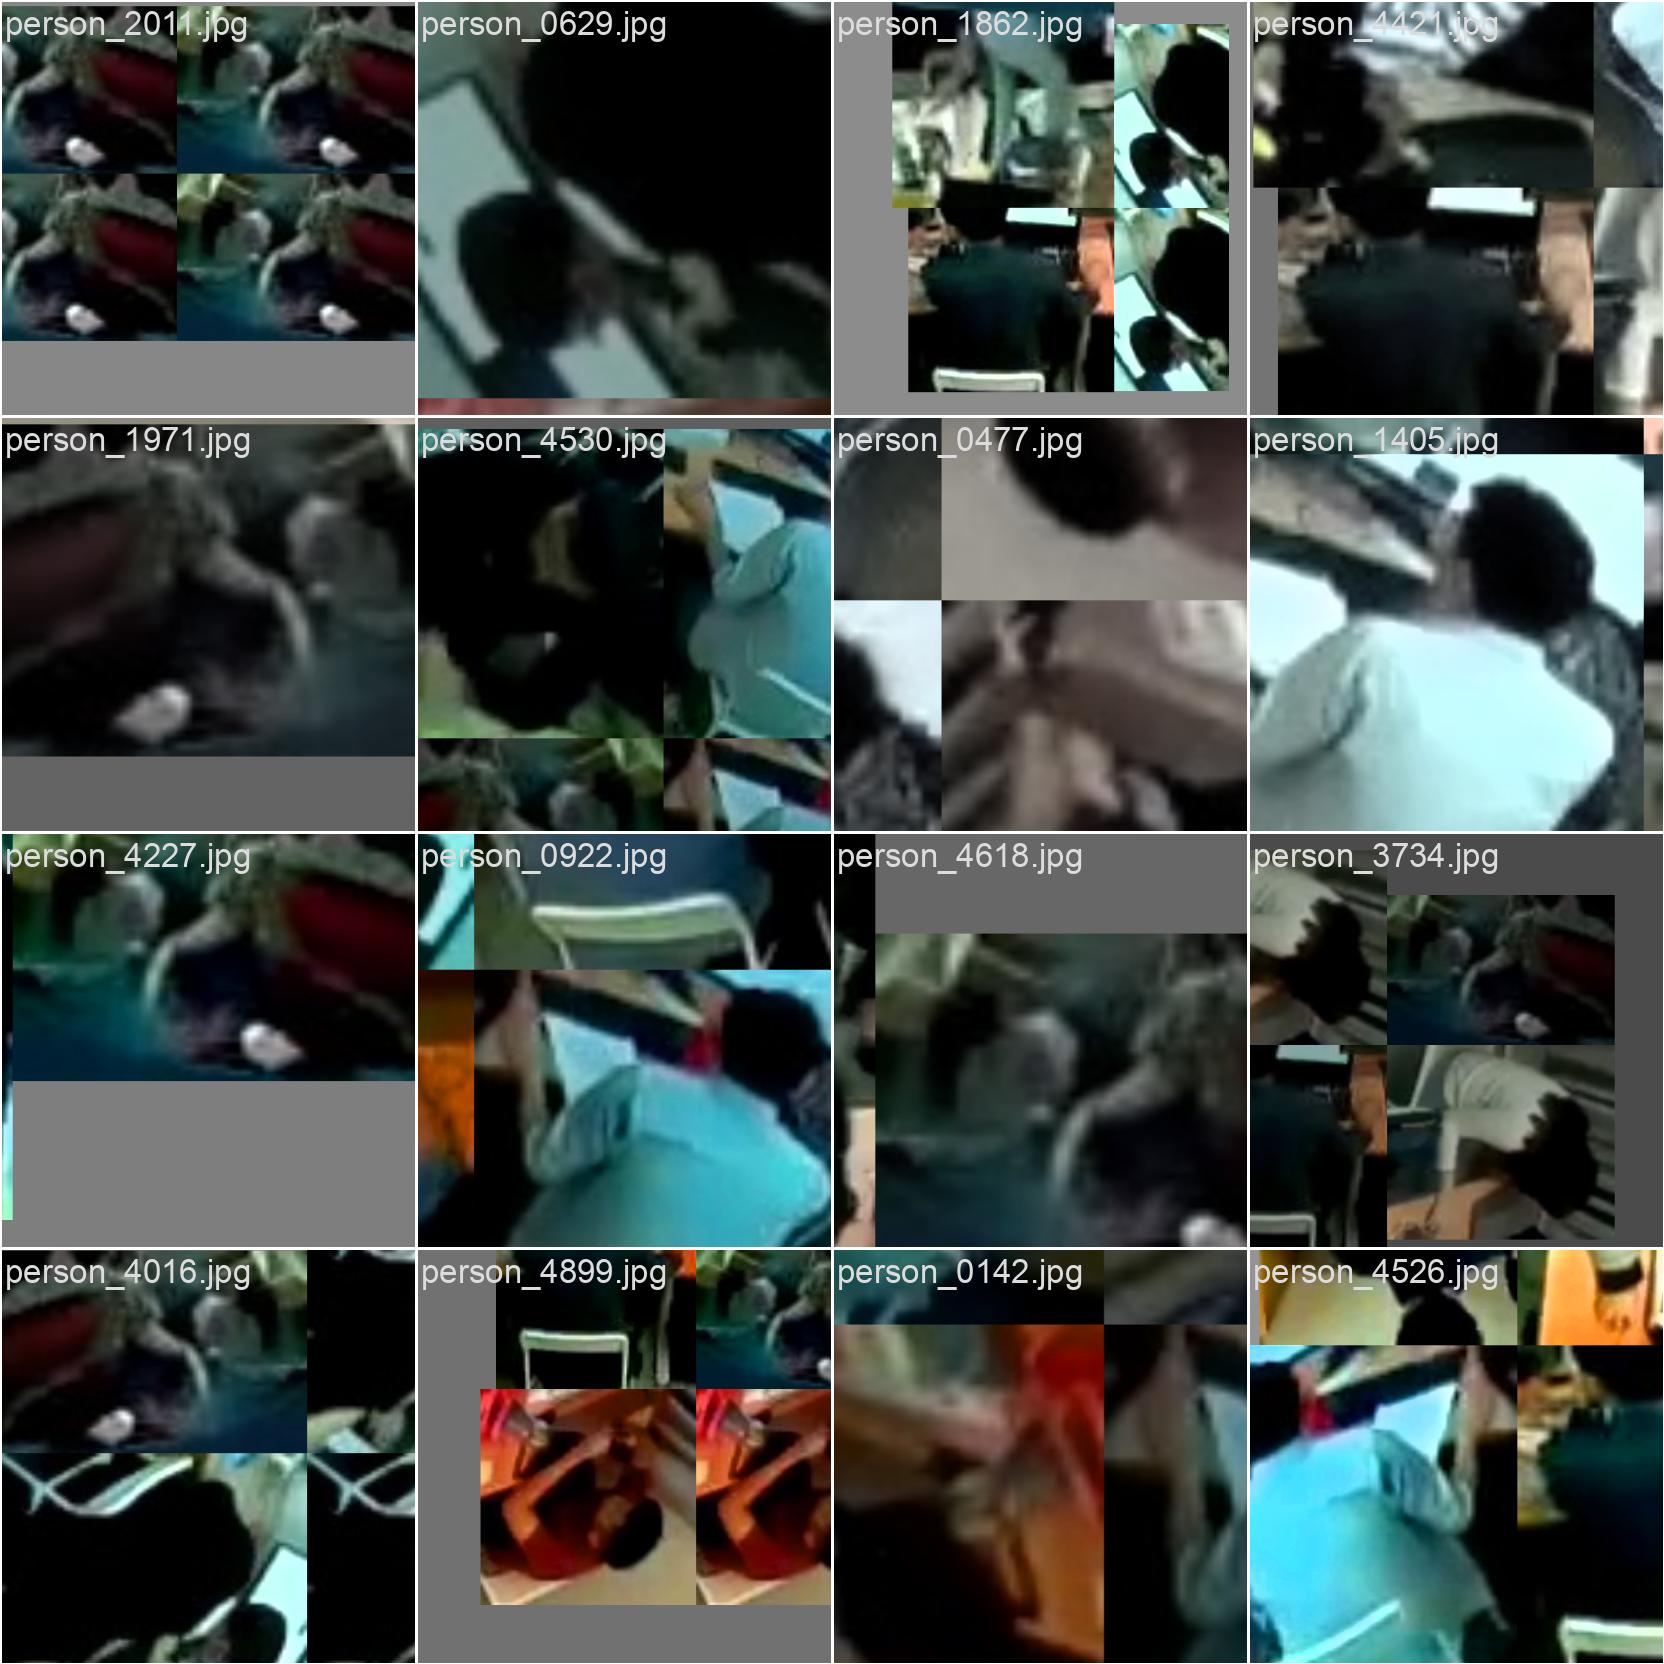 person_2011.jpg
person_0629.jpg
person_1862.jpg
person_4421.jpg
person_1971.jpg
person_4530.jpg
person_0477.jpg
person_1405.jpg
person_4227.jpg
person_0922.jpg
person_4618.jpg
person_3734.jpg
person_4016.jpg
person_4899.jpg
person_0142.jpg
person_4526.jpg